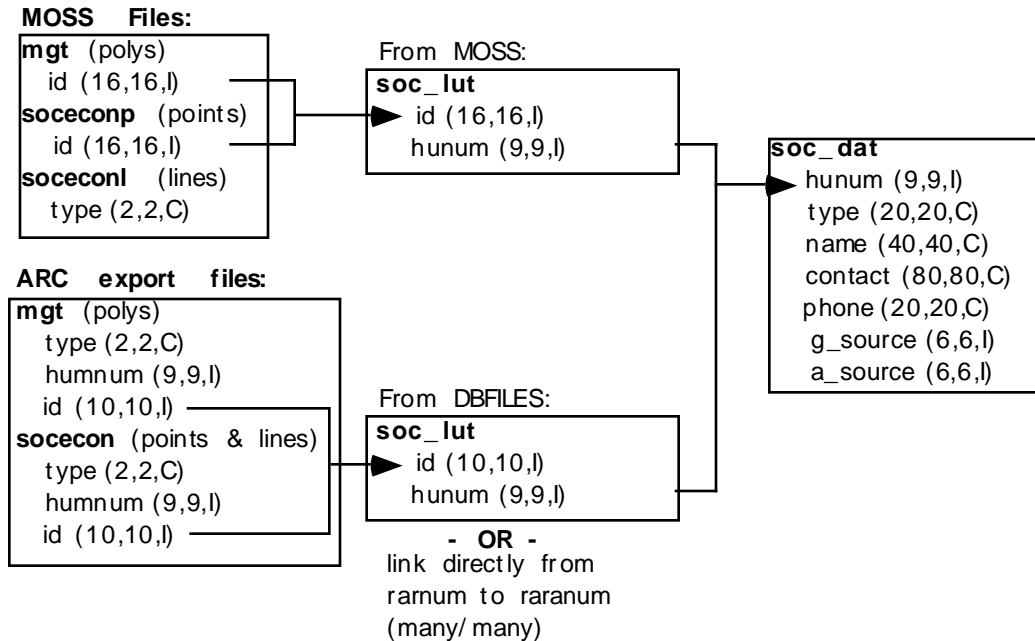 MOSS Files:
mgt (polys)
id (16,16,I)
soceconp (points)
id (16,16,I)
soceconl (lines)
type (2,2,C)
ARC export files:
mgt (polys)
type (2,2,C)
humnum (9,9,I)
id (10,10,I)
socecon (points & lines)
type (2,2,C)
humnum (9,9,I)
id (10,10,I)
From MOSS:
soc_lut
id (16,16,I)
hunum (9,9,I)
From DBFILES:
soc_lut
id (10,10,I)
hunum (9,9,I)
- OR -
link directly from
rarnum to raranum
(many/many)
soc_dat
hunum (9,9,I)
type (20,20,C)
name (40,40,C)
contact (80,80,C)
phone (20,20,C)
g_source (6,6,I)
a_source (6,6,I)